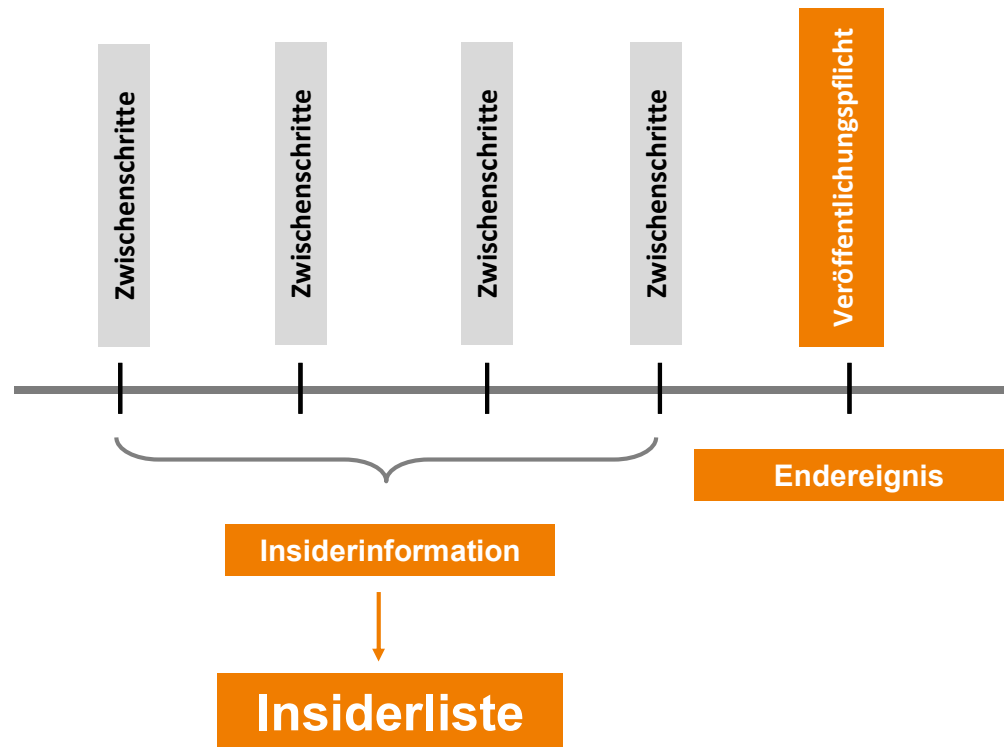 Zwischenschritte
Zwischenschritte
Zwischenschritte
Zwischenschritte
Veröffentlichungspflicht
Endereignis
Insiderinformation
Insiderliste